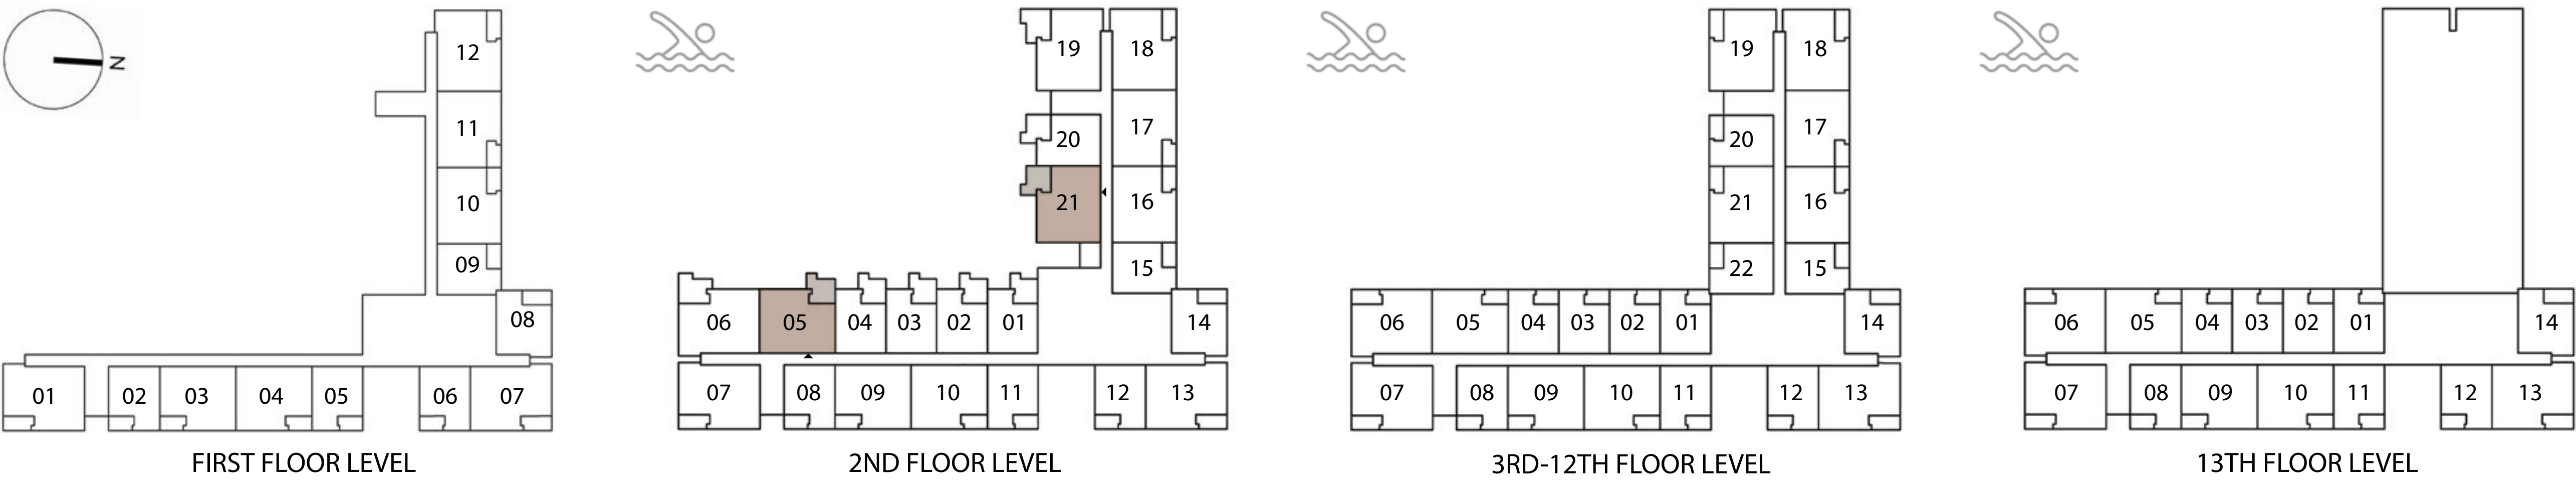 N
12
11
10
09
08
01 02 03 04 05 06 07
FIRST FLOOR LEVEL
19 18
20 17
21 16
15
06 05 04 03 02 01 14
07 08 09 10 11 12 13
2ND FLOOR LEVEL
19 18
20 17
21 16
22 15
06 05 04 03 02 01 14
07 08 09 10 11 12 13
3RD-12TH FLOOR LEVEL
06 05 04 03 02 01 14
07 08 09 10 11 12 13
13TH FLOOR LEVEL